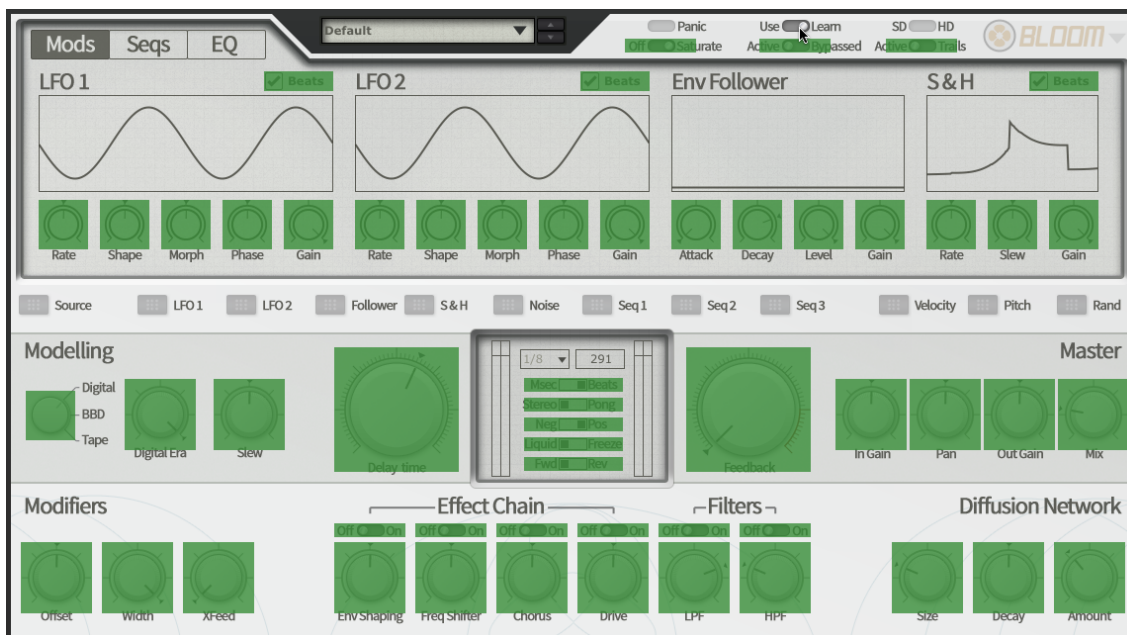 Default
Panic
Use Learn
SD HD
Off Saturate
Active Bypassed
Active Trails
BLOOM
Mods Seqs EQ
LFO 1 Beats LFO 2 Beats Env Follower S & H Beats
Rate Shape Morph Phase Gain Rate Shape Morph Phase Gain Attack Decay Level Gain Rate Slew Gain
Source LFO 1 LFO 2 Follower S & H Noise Seq 1 Seq 2 Seq 3 Velocity Pitch Rand
Modelling
Digital
BBD
Tape
Digital Era Slew
Delay time
1/8 291
Msec Beats
Stereo Pong
Neg Pos
Liquid Freeze
Fwd Rev
Feedback
Master
In Gain Pan Out Gain Mix
Modifiers
Offset Width XFeed
Effect Chain
Off On Off On Off On Off On
Env Shaping Freq Shifter Chorus Drive
Filters
Off On Off On
LPF HPF
Diffusion Network
Size Decay Amount